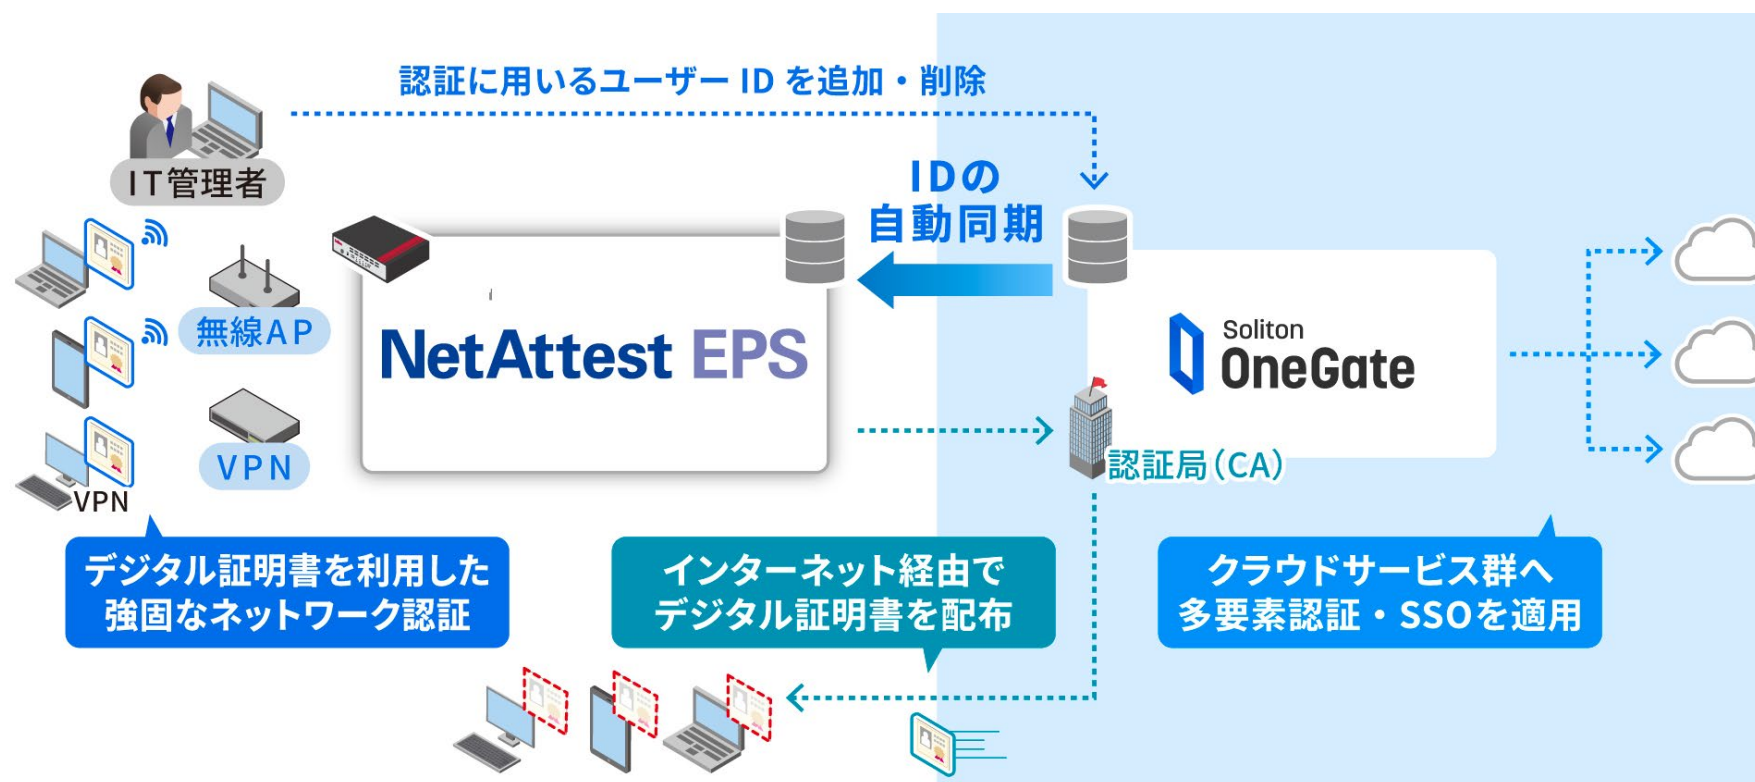 認証に用いるユーザー ID を追加・削除
IT管理者
IDの
自動同期
無線AP
NetAttest EPS
Soliton
OneGate
VPN
認証局(CA)
VPN
デジタル証明書を利用した
強固なネットワーク認証
インターネット経由で
デジタル証明書を配布
クラウドサービス群へ
多要素認証・SSOを適用